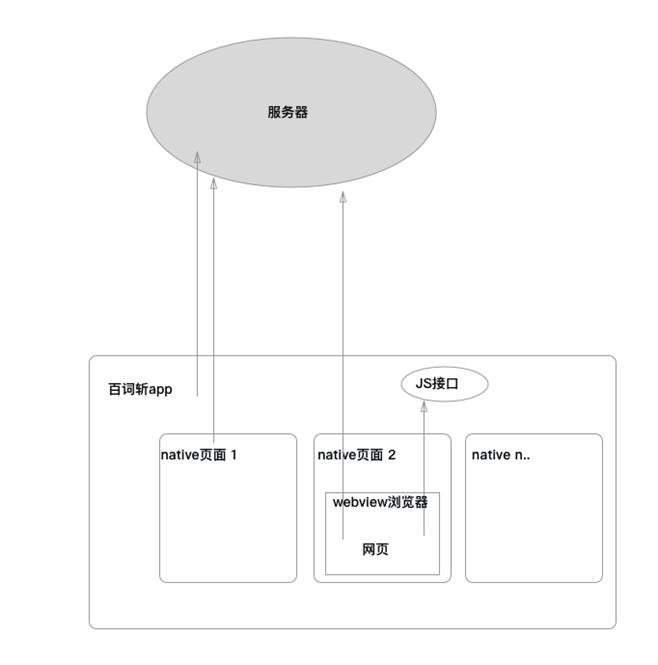 服务器
百词斩app
JS接口
native页面 1
native页面 2
native n..
webview浏览器
网页